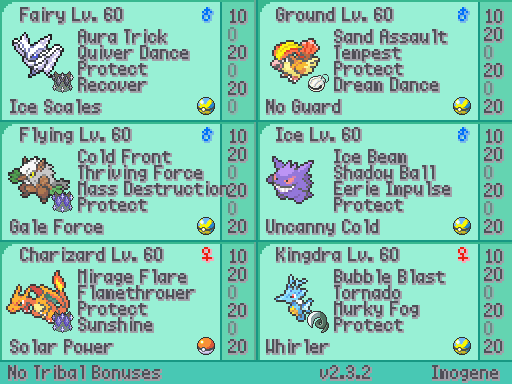 Fairy Lv. 60
Aura Trick
Quiver Dance
Protect
Recover
Ice Scales
10
0
20
0
20
0
Ground Lv. 60
Sand Assault
Tempest
Protect
Dream Dance
No Guard
10
0
20
20
20
0
Flying Lv. 60
Cold Front
Thriving Force
Mass Destruction
Protect
Gale Force
10
20
0
20
0
20
Ice Lv. 60
Ice Beam
Shadow Ball
Eerie Impulse
Protect
Uncanny Cold
10
20
0
20
0
20
Charizard Lv. 60
Mirage Flare
Flamethrower
Protect
Sunshine
Solar Power
10
20
0
20
0
20
Kingdra Lv. 60
Bubble Blast
Tornado
Murky Fog
Protect
Whirler
10
20
0
20
0
20
No Tribal Bonuses
v2.3.2
Imogene